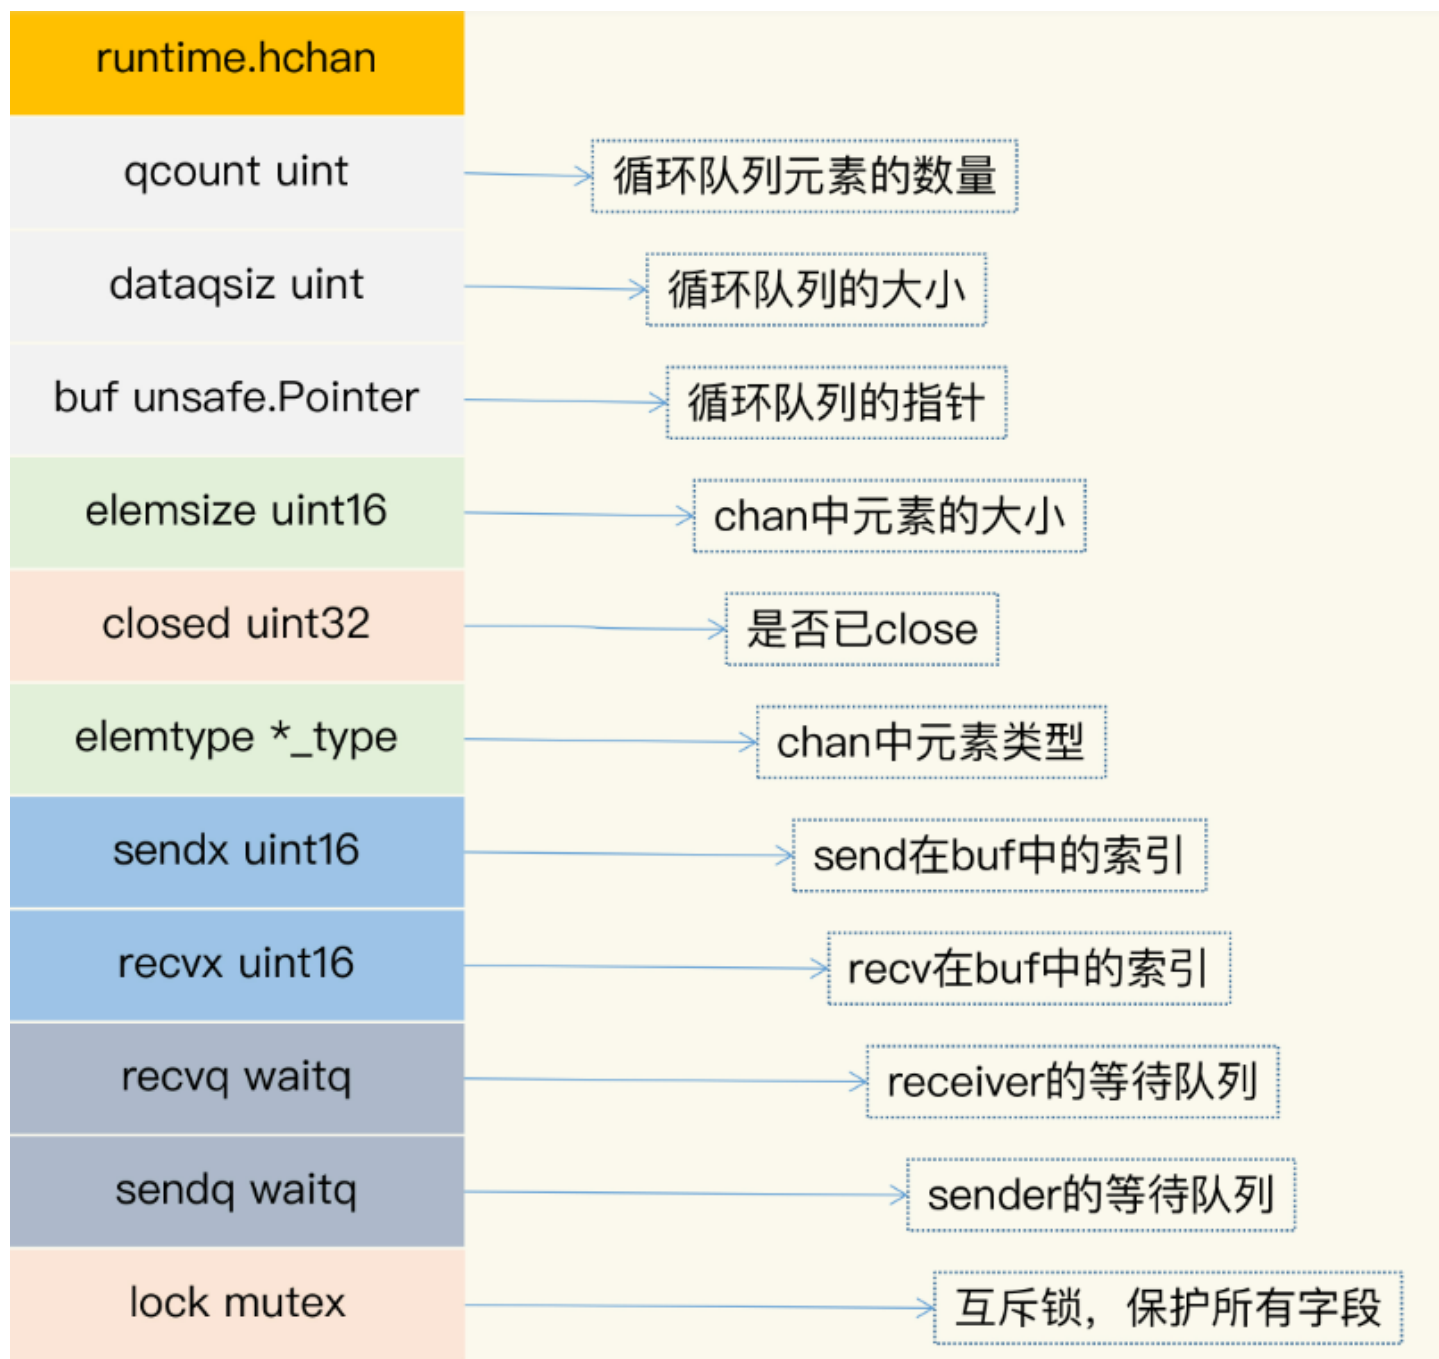 runtime.hchan
qcount uint
循环队列元素的数量
dataqsiz uint
循环队列的大小
buf unsafe.Pointer
循环队列的指针
elemsize uint16
chan中元素的大小
closed uint32
是否已close
elemtype *_type
chan中元素类型
sendx uint16
send在buf中的索引
recvx uint16
recv在buf中的索引
recvq waitq
receiver的等待队列
sendq waitq
sender的等待队列
lock mutex
互斥锁，保护所有字段